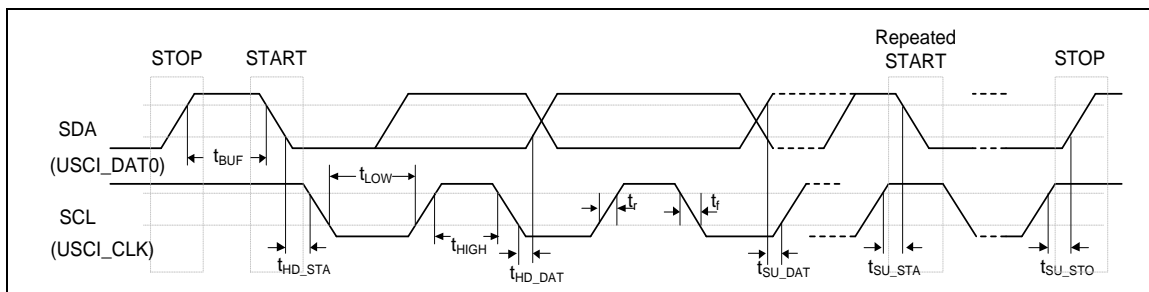 STOP START Repeated START STOP
SDA
(USCI_DAT0)
tBUF
tLOW
SCL
(USCI_CLK)
tr tf
tHIGH
tHD_STA tHD_DAT tSU_DAT tSU_STA tSU_STO